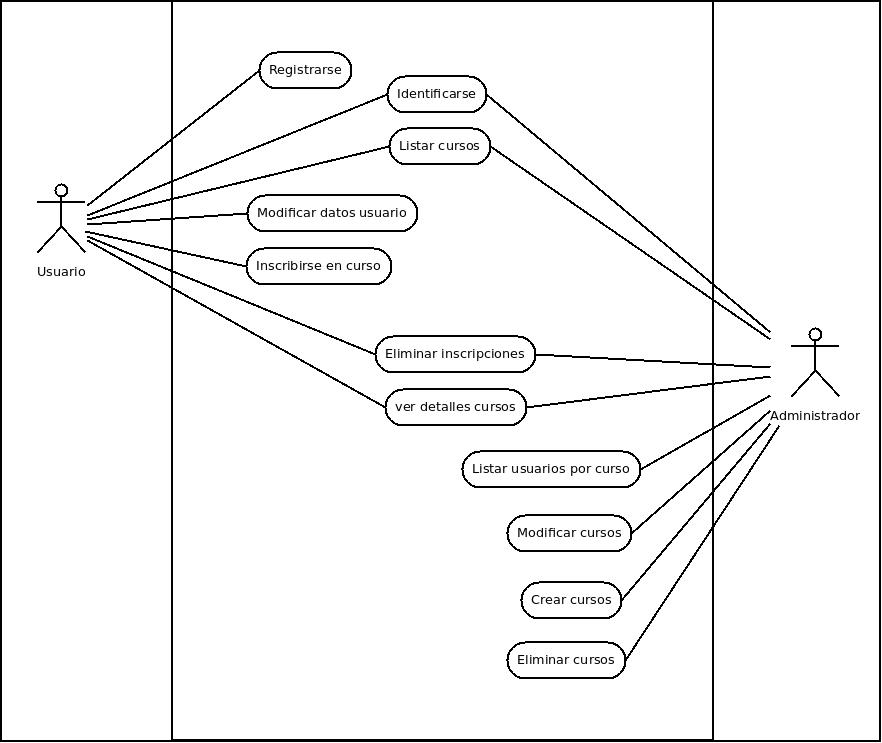 Registrarse
Identificarse
Listar cursos
Modificar datos usuario
Usuario
Inscribirse en curso
Eliminar inscripciones
ver detalles cursos
Administrador
Listar usuarios por curso
Modificar cursos
Crear cursos
Eliminar cursos